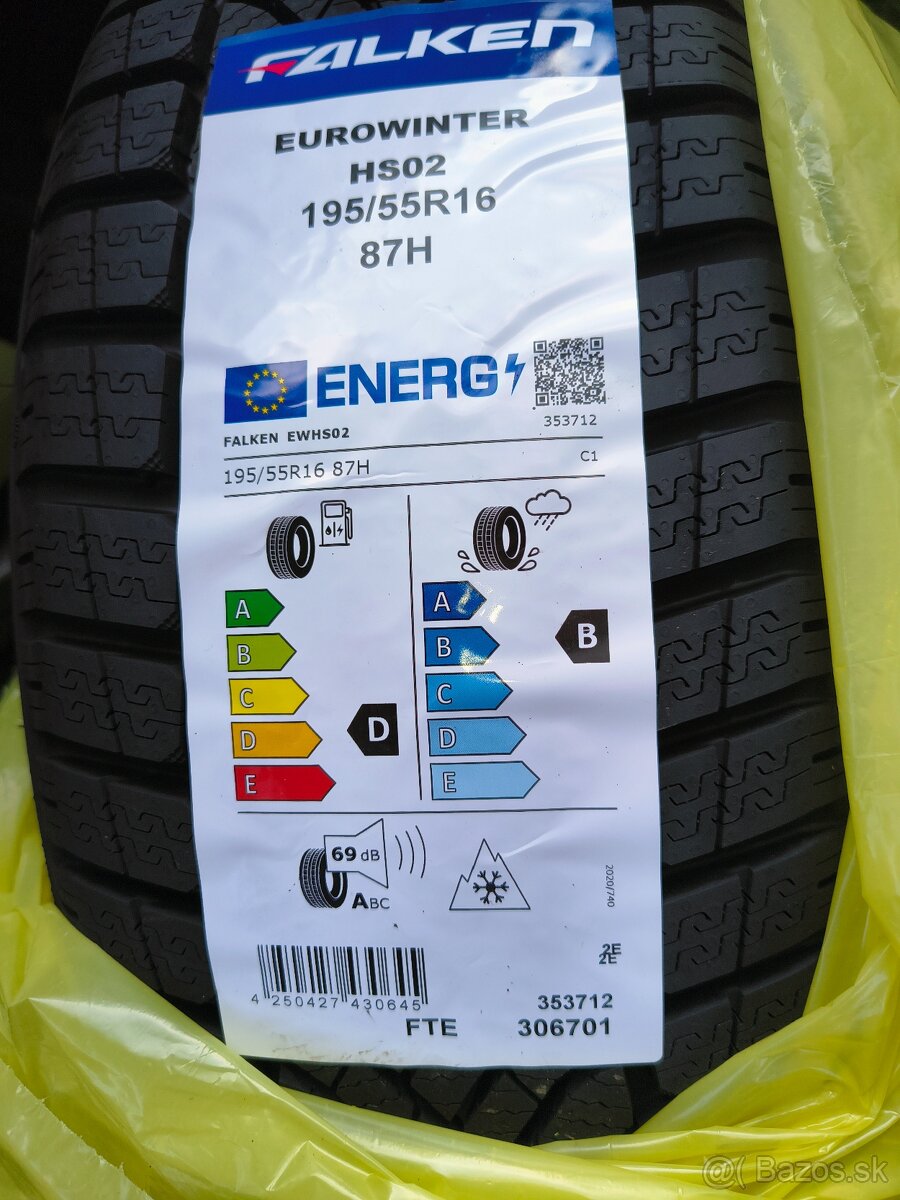 FALKEN
EUROWINTER
HS02
195/55R16
87H
ENERG
353712
FALKEN EWHS02
195/55R16 87H
C1
A
B
C
D
E
D
A
B
C
D
E
B
69 dB
ABC
2020/740
2E
2E
4 250427 430645
353712
FTE 306701
@( Bazos.sk